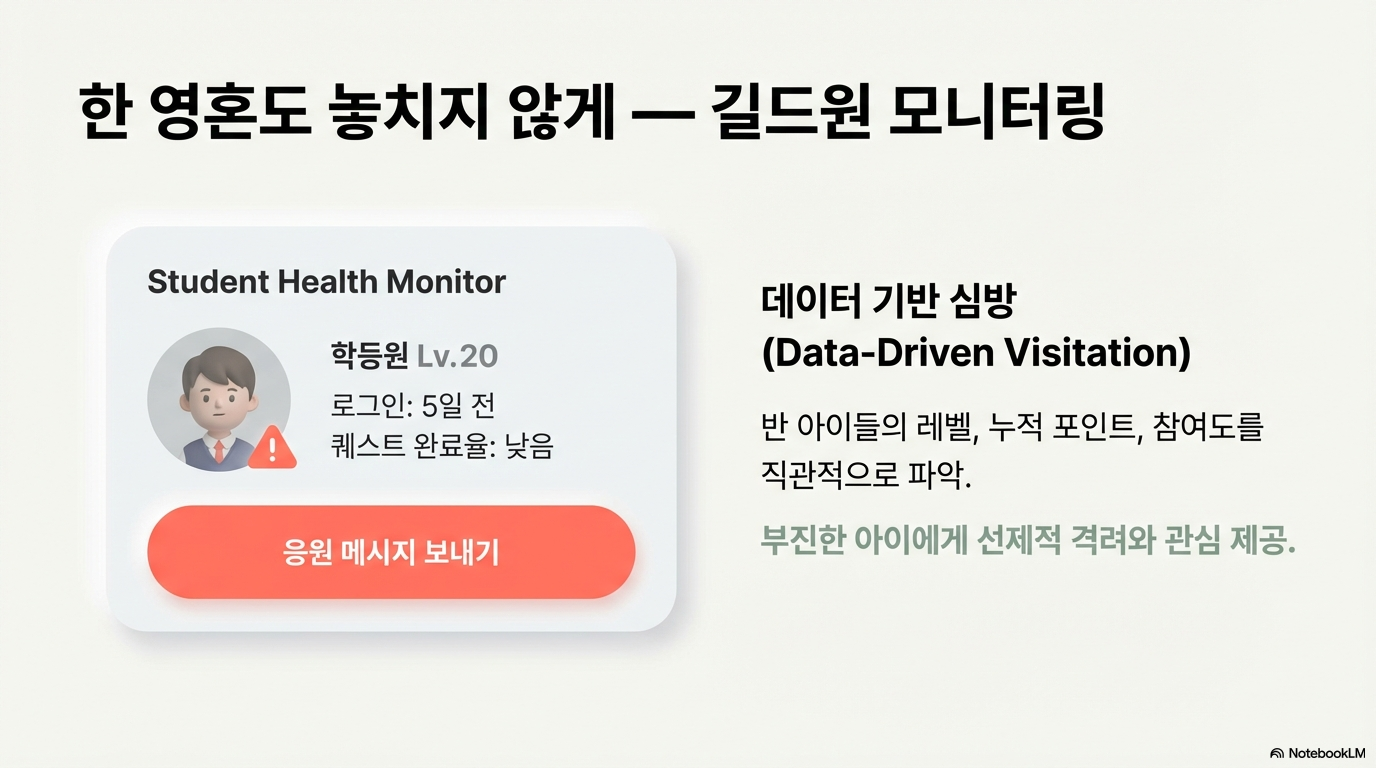 한 영혼도 놓치지 않게 — 길드원 모니터링
Student Health Monitor
학등원 Lv.20
로그인: 5일 전
퀘스트 완료율: 낮음
응원 메시지 보내기
데이터 기반 심방
(Data-Driven Visitation)
반 아이들의 레벨, 누적 포인트, 참여도를
직관적으로 파악.
부진한 아이에게 선제적 격려와 관심 제공.
NotebookLM